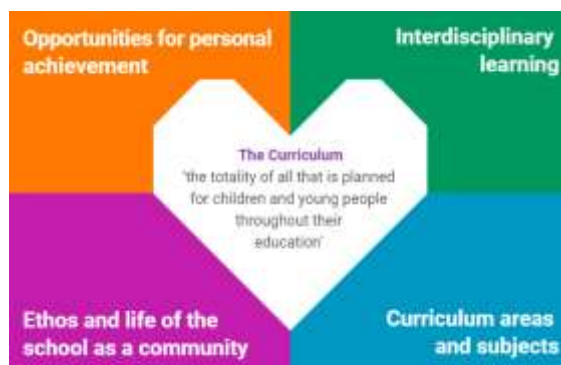 Opportunities for personal
achievement
Interdisciplinary
learning
The Curriculum
'the totality of all that is planned
for children and young people
throughout their
education'
Ethos and life of the
school as a community
Curriculum areas
and subjects